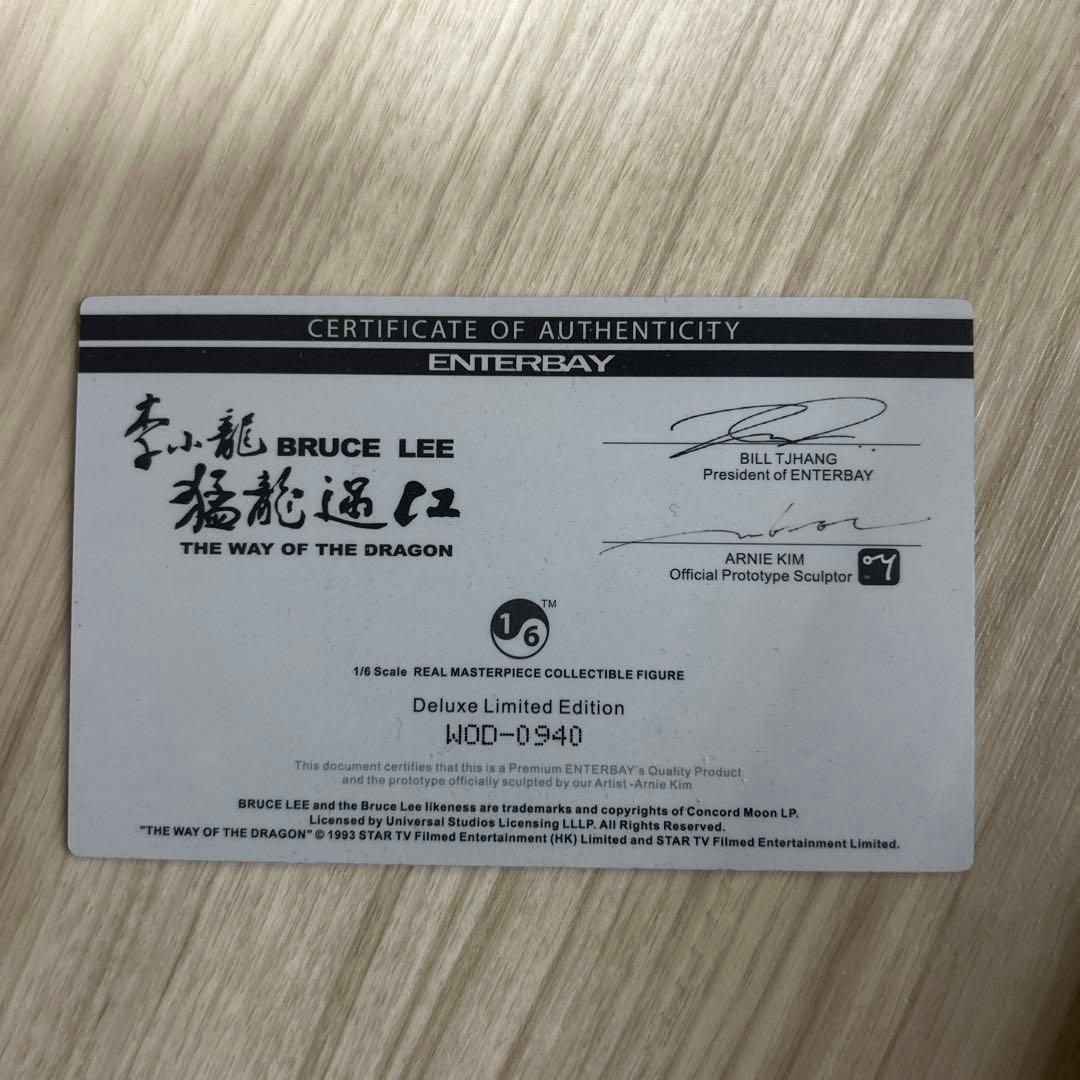 CERTIFICATE OF AUTHENTICITY
ENTERBAY
李小龍 BRUCE LEE
猛龍過江
THE WAY OF THE DRAGON
BILL TJHANG
President of ENTERBAY
ARNIE KIM
Official Prototype Sculptor
TM
1/6 TM
1/6 Scale REAL MASTERPIECE COLLECTIBLE FIGURE
Deluxe Limited Edition
WOD-0940
This document certifies that this is a Premium ENTERBAY's Quality Product
and the prototype officially sculpted by our Artist -Arnie Kim
BRUCE LEE and the Bruce Lee likeness are trademarks and copyrights of Concord Moon LP.
Licensed by Universal Studios Licensing LLLP. All Rights Reserved.
"THE WAY OF THE DRAGON" © 1993 STAR TV Filmed Entertainment (HK) Limited and STAR TV Filmed Entertainment Limited.